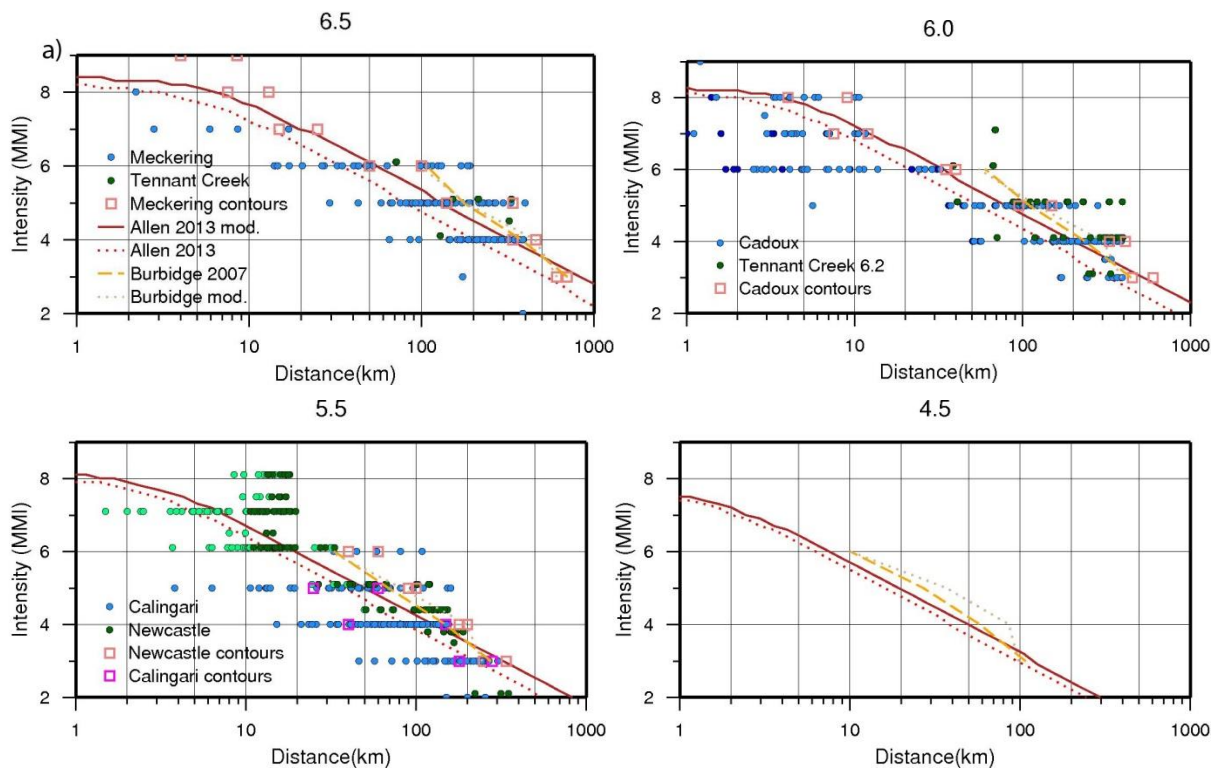 6.5
a)
Intensity (MMI)
8
6
4
2
Meckering
Tennant Creek
Meckering contours
Allen 2013 mod.
Allen 2013
Burbidge 2007
Burbidge mod.
1 10 100 1000
Distance(km)
6.0
Intensity (MMI)
8
6
4
2
Cadoux
Tennant Creek 6.2
Cadoux contours
1 10 100 1000
Distance(km)
5.5
Intensity (MMI)
8
6
4
2
Calingari
Newcastle
Newcastle contours
Calingari contours
1 10 100 1000
Distance(km)
4.5
Intensity (MMI)
8
6
4
2
1 10 100 1000
Distance(km)